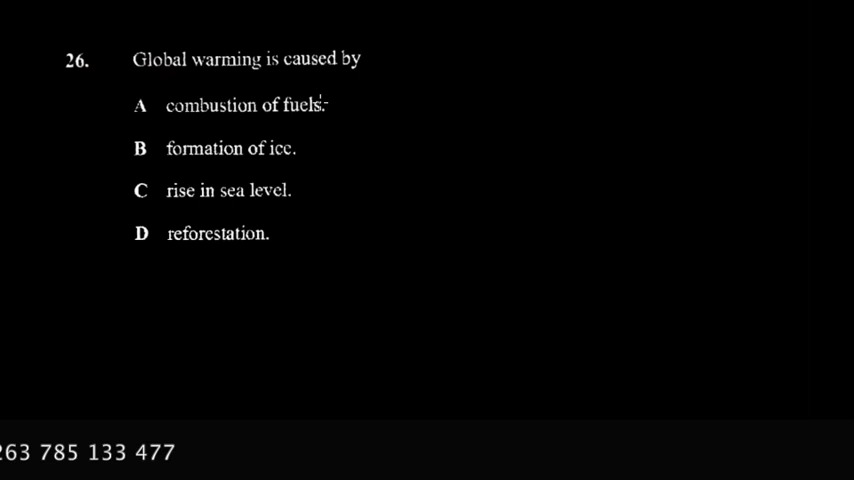 26. Global warming is caused by
A combustion of fuels.
B formation of ice.
C rise in sea level.
D reforestation.
263 785 133 477